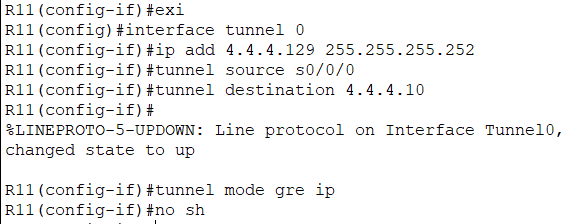 R11(config-if)#exi
R11(config)#interface tunnel 0
R11(config-if)#ip add 4.4.4.129 255.255.255.252
R11(config-if)#tunnel source s0/0/0
R11(config-if)#tunnel destination 4.4.4.10
R11(config-if)#
%LINEPROTO-5-UPDOWN: Line protocol on Interface Tunnel0,
changed state to up
R11(config-if)#tunnel mode gre ip
R11(config-if)#no sh